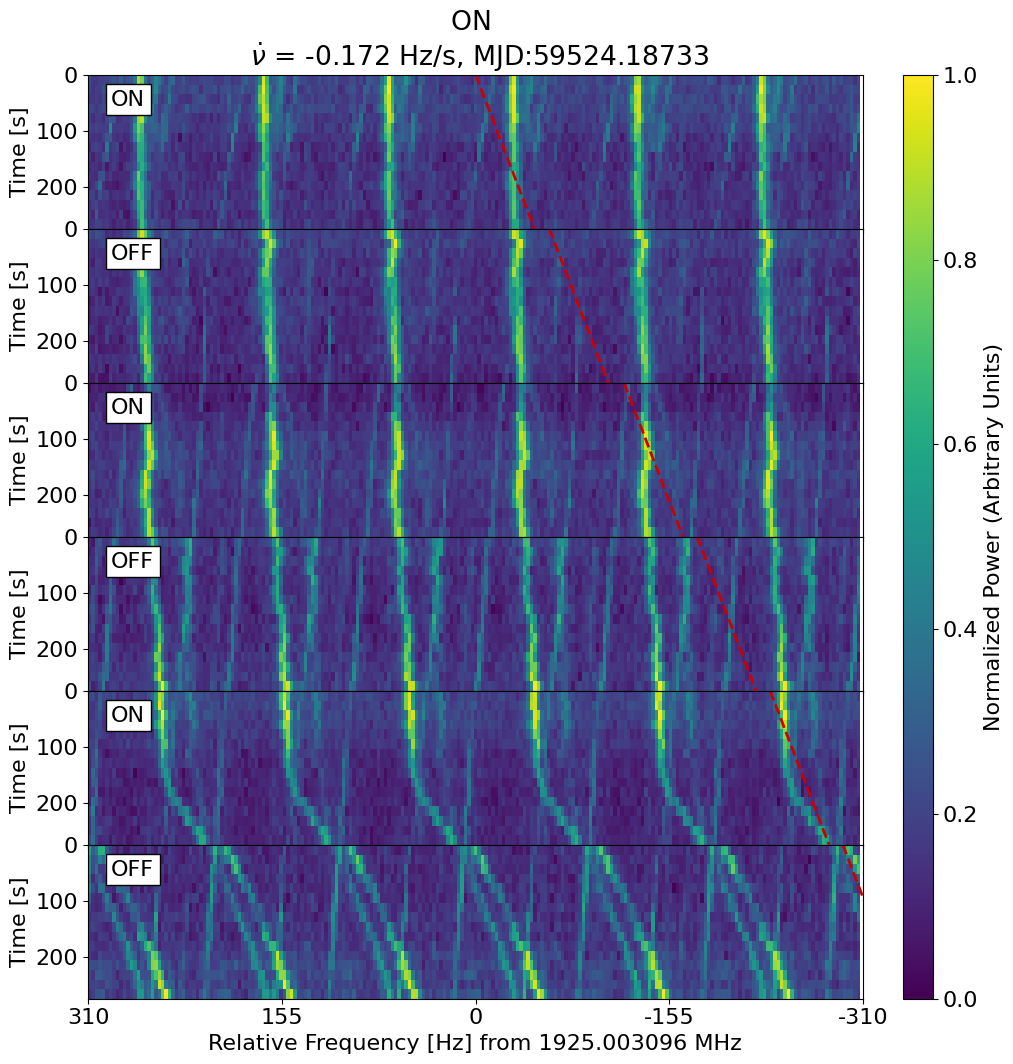 ON
ν̇ = -0.172 Hz/s, MJD:59524.18733
0
ON
100
Time [s]
200
0
OFF
100
Time [s]
200
0
ON
100
Time [s]
200
0
OFF
100
Time [s]
200
0
ON
100
Time [s]
200
0
OFF
100
Time [s]
200
310 155 0 -155 -310
Relative Frequency [Hz] from 1925.003096 MHz
1.0
0.8
0.6
0.4
0.2
0.0
Normalized Power (Arbitrary Units)